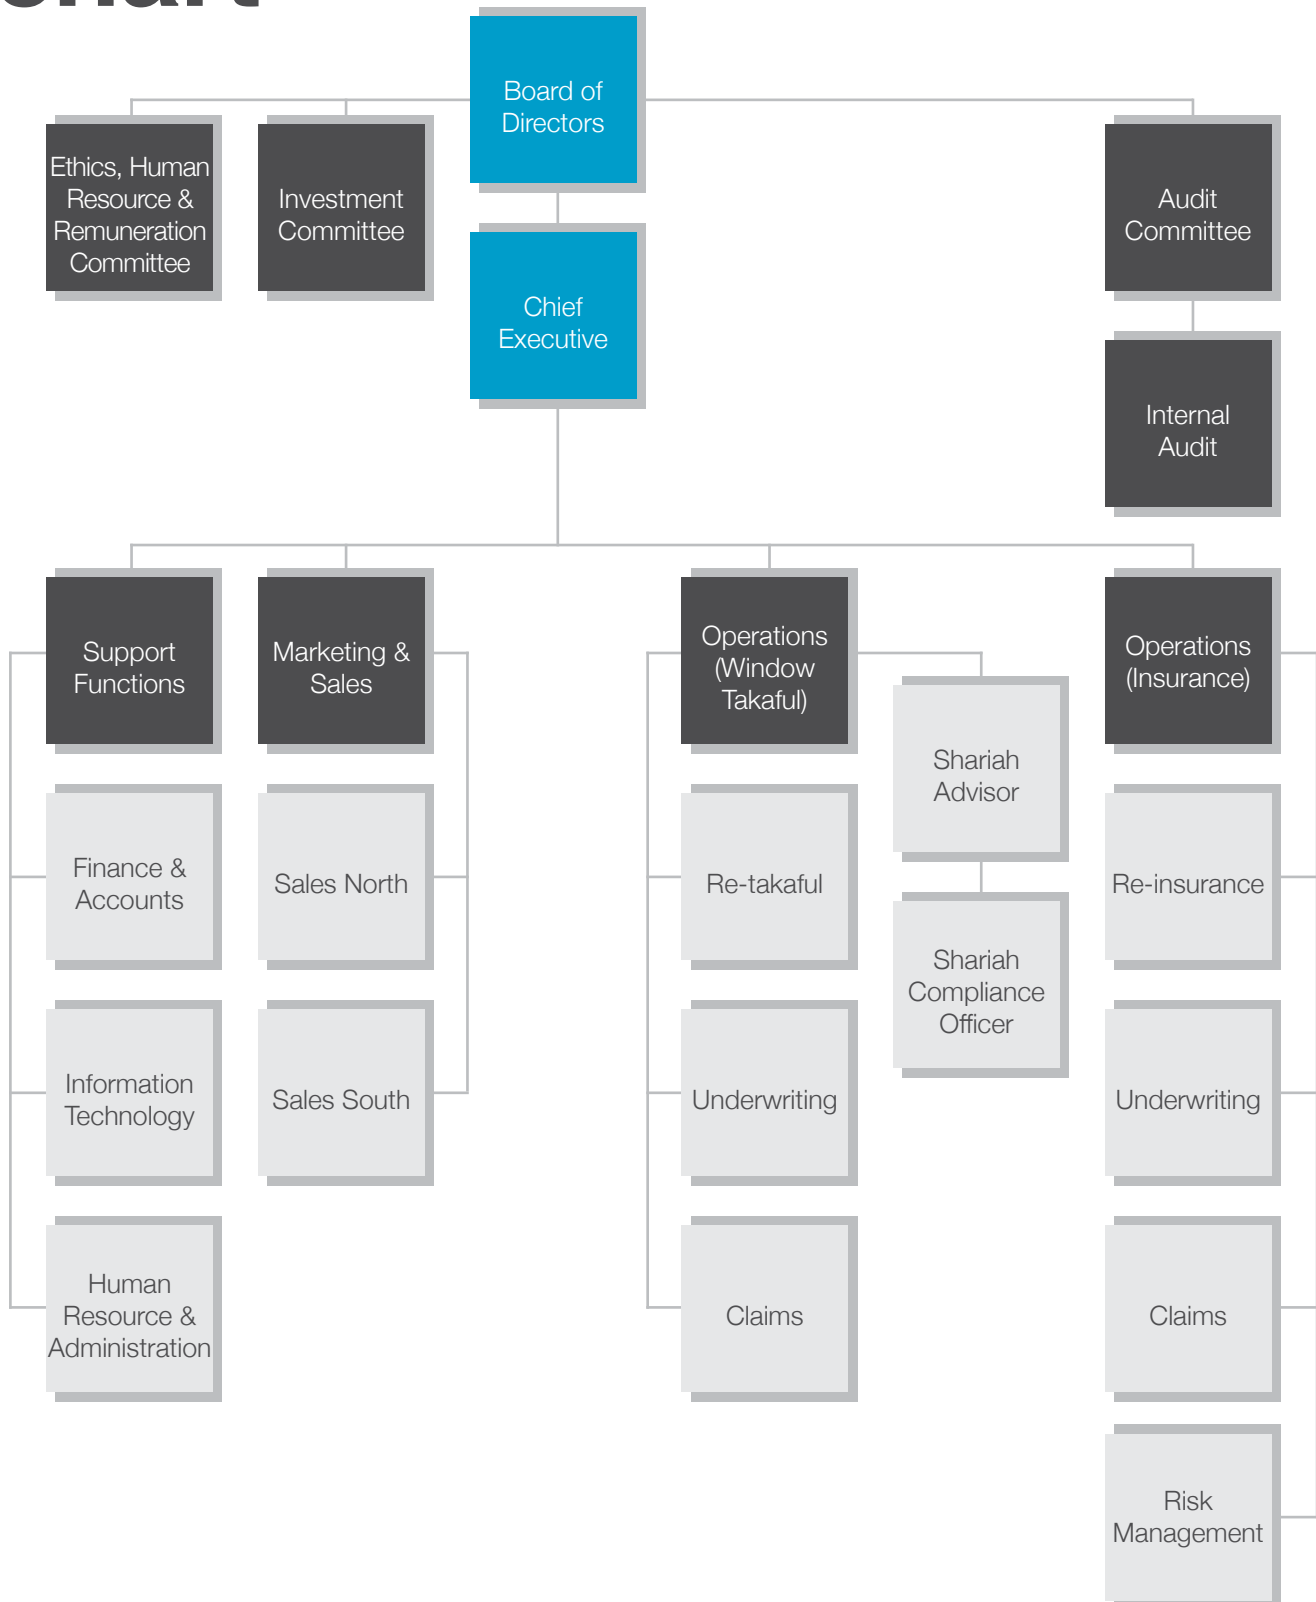 Board of
Directors
Ethics, Human
Resource &
Remuneration
Committee
Investment
Committee
Audit
Committee
Chief
Executive
Internal
Audit
Support
Functions
Marketing &
Sales
Operations
(Window
Takaful)
Operations
(Insurance)
Shariah
Advisor
Finance &
Accounts
Sales North
Re-takaful
Re-insurance
Shariah
Compliance
Officer
Information
Technology
Sales South
Underwriting
Underwriting
Human
Resource &
Administration
Claims
Claims
Risk
Management